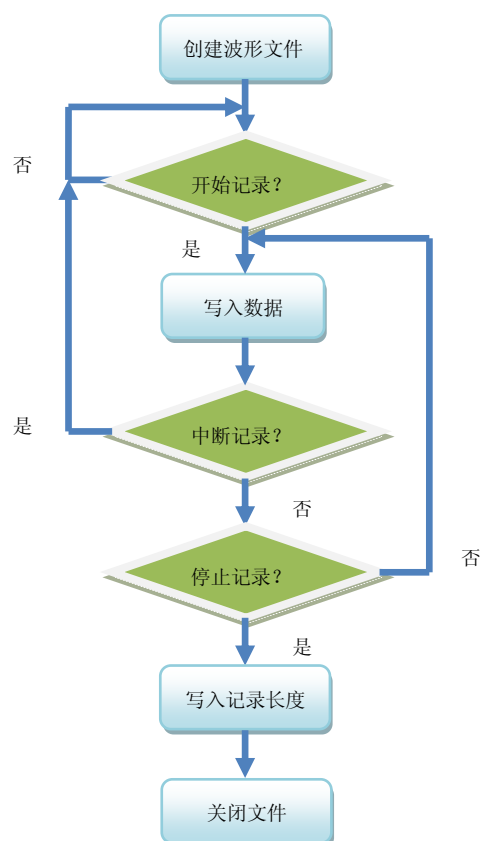 创建波形文件
否
开始记录？
是
写入数据
是
中断记录？
否
否
停止记录？
是
写入记录长度
关闭文件